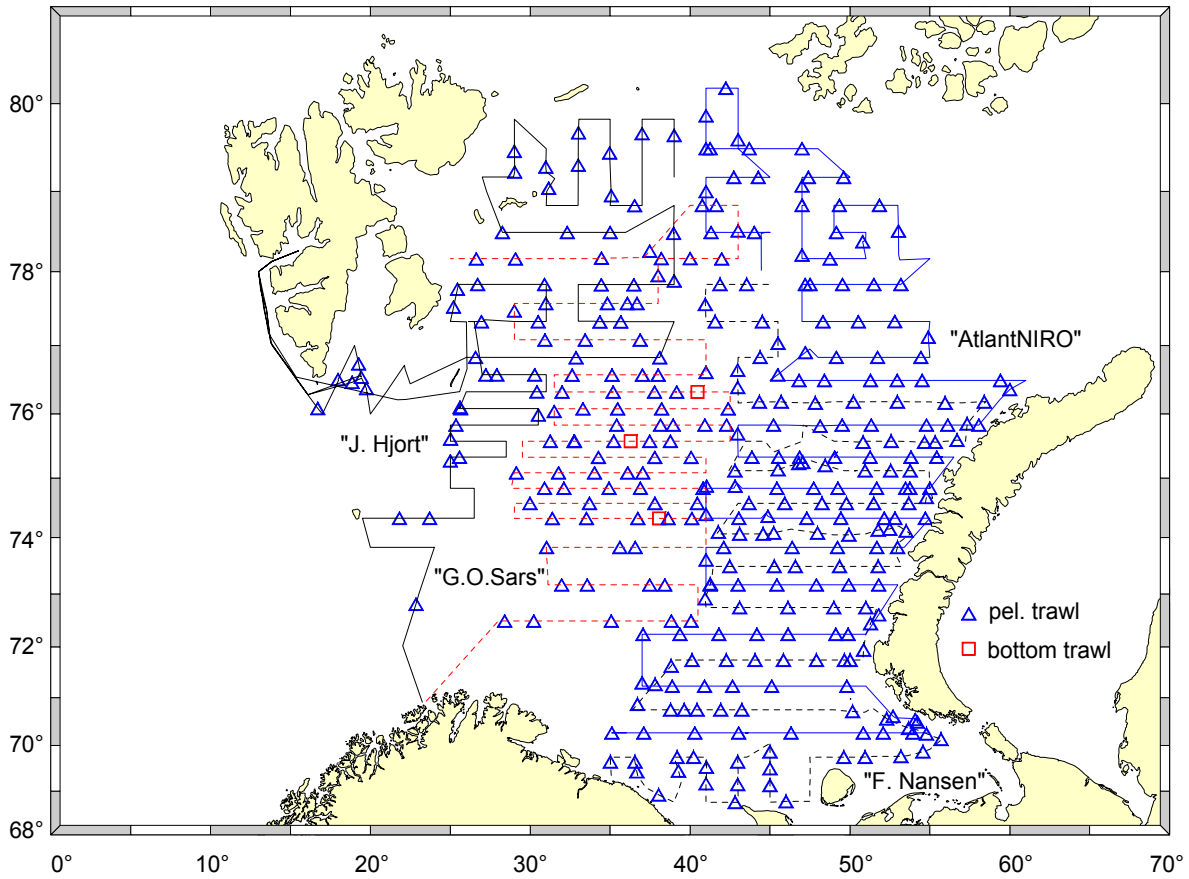 80°
78°
"AtlantNIRO"
76°
"J. Hjort"
74°
"G.O.Sars"
pel. trawl
72°
bottom trawl
70°
"F. Nansen"
68°
0°
10°
20°
30°
40°
50°
60°
70°